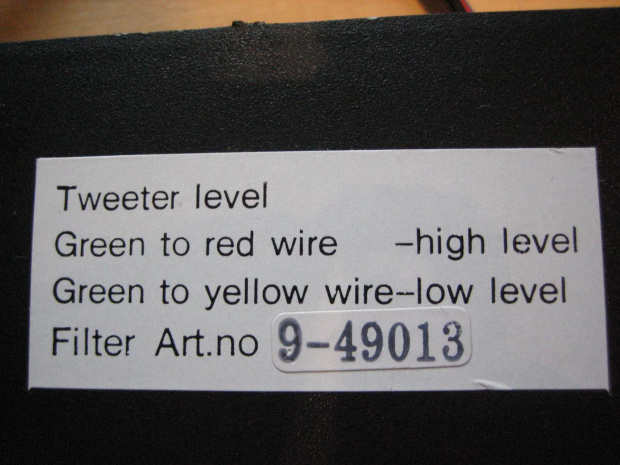 Tweeter level
Green to red wire –high level
Green to yellow wire–low level
Filter Art.no 9-49013